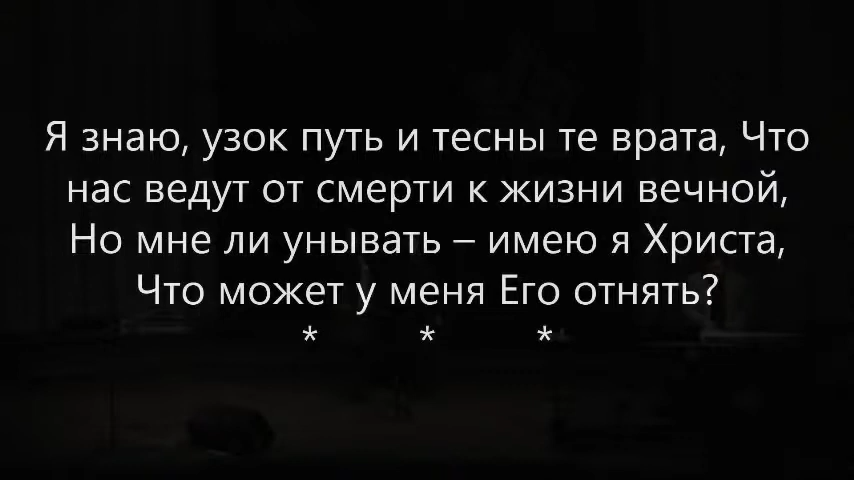 Я знаю, узок путь и тесны те врата, Что
нас ведут от смерти к жизни вечной,
Но мне ли унывать – имею я Христа,
Что может у меня Его отнять?
* * *